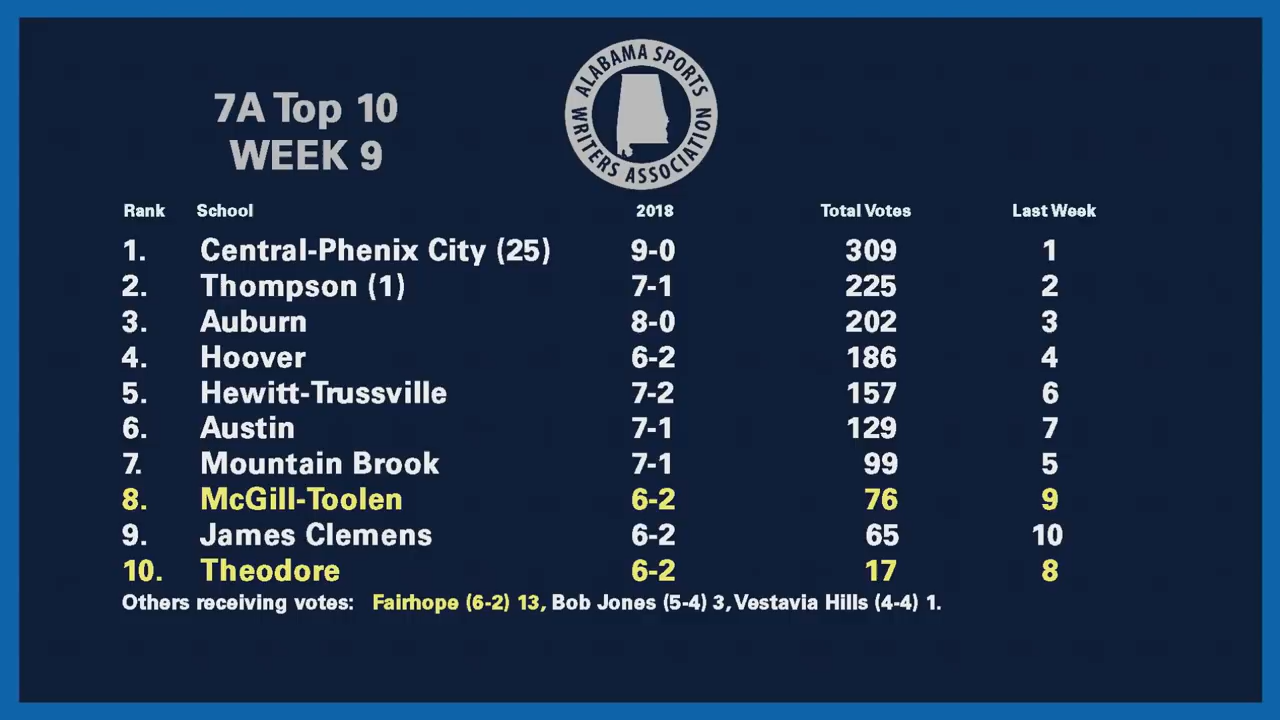 7A Top 10
WEEK 9
ALABAMA SPORTS
WRITERS ASSOCIATION
Rank School 2018 Total Votes Last Week
1. Central-Phenix City (25) 9-0 309 1
2. Thompson (1) 7-1 225 2
3. Auburn 8-0 202 3
4. Hoover 6-2 186 4
5. Hewitt-Trussville 7-2 157 6
6. Austin 7-1 129 7
7. Mountain Brook 7-1 99 5
8. McGill-Toolen 6-2 76 9
9. James Clemens 6-2 65 10
10. Theodore 6-2 17 8
Others receiving votes: Fairhope (6-2) 13, Bob Jones (5-4) 3, Vestavia Hills (4-4) 1.